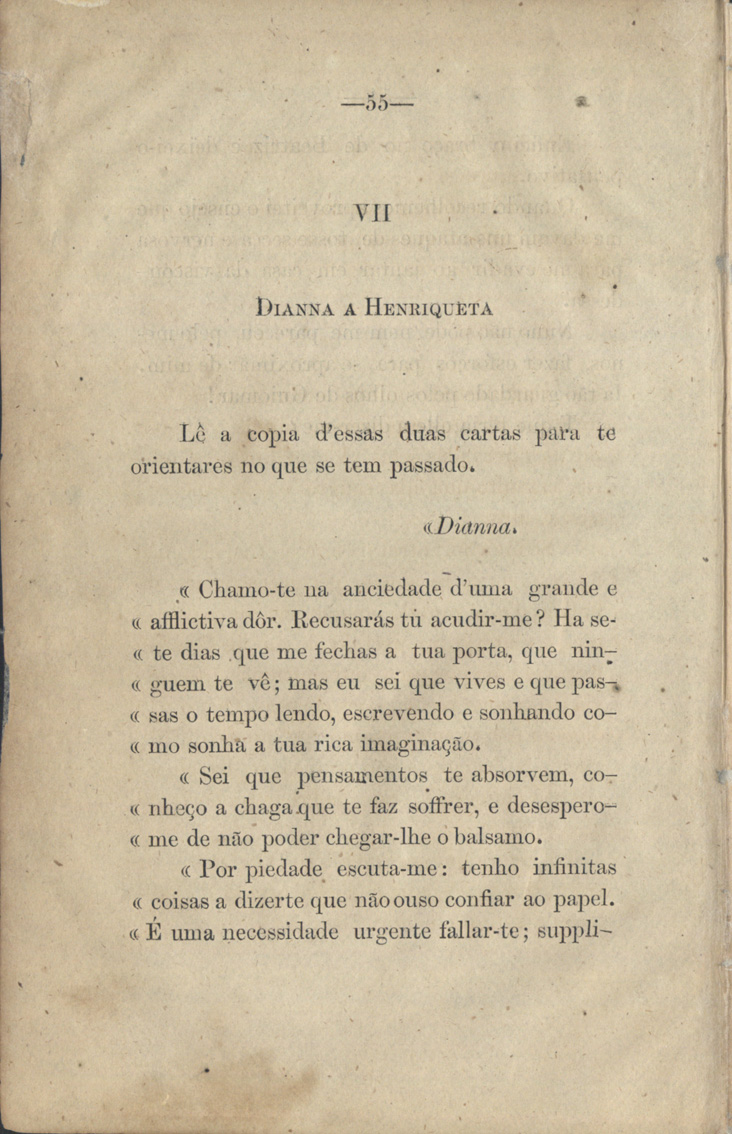 —55—
VII
DIANNA A HENRIQUETA
Lê a copia d'essas duas cartas para te
orientares no que se tem passado.
«Dianna.
« Chamo-te na anciedade d'uma grande e
« afflictiva dôr. Recusarás tu acudir-me? Ha se-
« te dias que me fechas a tua porta, que nin-
« guem te vê; mas eu sei que vives e que pas-
« sas o tempo lendo, escrevendo e sonhando co-
« mo sonha a tua rica imaginação.
« Sei que pensamentos te absorvem, co-
« nheço a chaga que te faz soffrer, e desespero-
« me de não poder chegar-lhe o balsamo.
« Por piedade escuta-me: tenho infinitas
« coisas a dizerte que não ouso confiar ao papel.
« É uma necessidade urgente fallar-te; suppli-